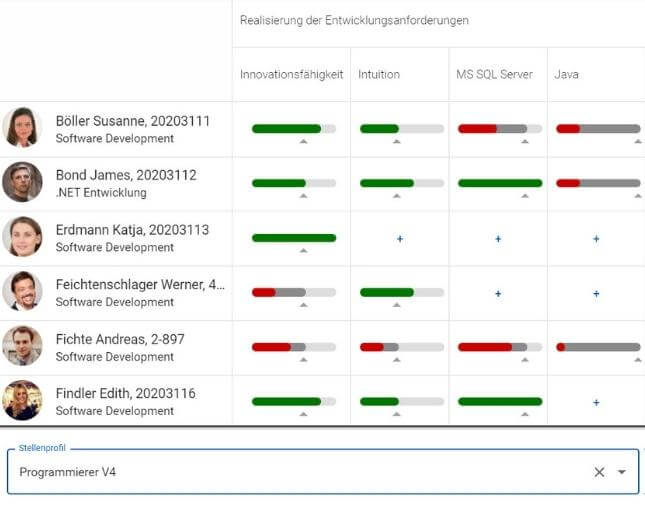 Realisierung der Entwicklungsanforderungen
Innovationsfähigkeit
Intuition
MS SQL Server
Java
Böller Susanne, 20203111
Software Development
Bond James, 20203112
.NET Entwicklung
Erdmann Katja, 20203113
Software Development
+ + +
Feichtenschlager Werner, 4...
Software Development
+ +
Fichte Andreas, 2-897
Software Development
Findler Edith, 20203116
Software Development
+
Stellenprofil
Programmierer V4